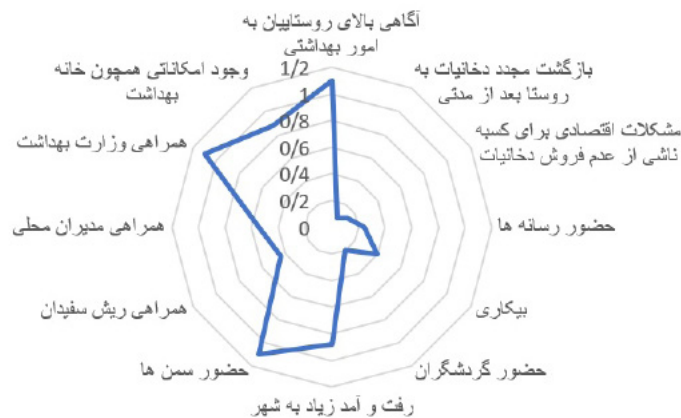 آگاهی بالای روستاییان به
امور بهداشتی
بازگشت مجدد دخانیات به
روستا بعد از مدتی
مشکلات اقتصادی برای کسبه
ناشی از عدم فروش دخانیات
حضور رسانه ها
بیکاری
حضور گردشگران
رفت و آمد زیاد به شهر
حضور سمن ها
همراهی ریش سفیدان
همراهی مدیران محلی
همراهی وزارت بهداشت
وجود امکاناتی همچون خانه
بهداشت
1/2
1
0/8
0/6
0/4
0/2
0